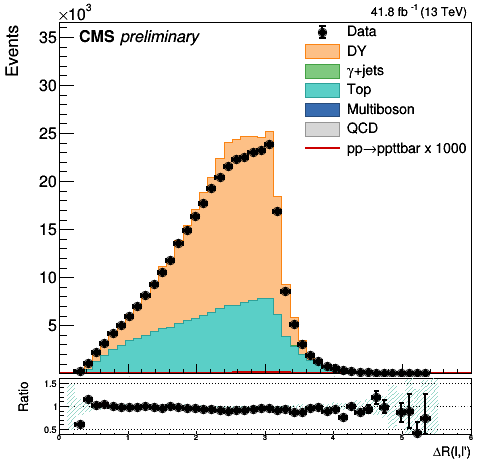 ×10³
41.8 fb⁻¹ (13 TeV)
Events
CMS preliminary
Data
DY
γ+jets
Top
Multiboson
QCD
pp→ppttbar x 1000
35
30
25
20
15
10
5
Ratio
1.5
1
0.5
0 1 2 3 4 5 6
ΔR(l,l')